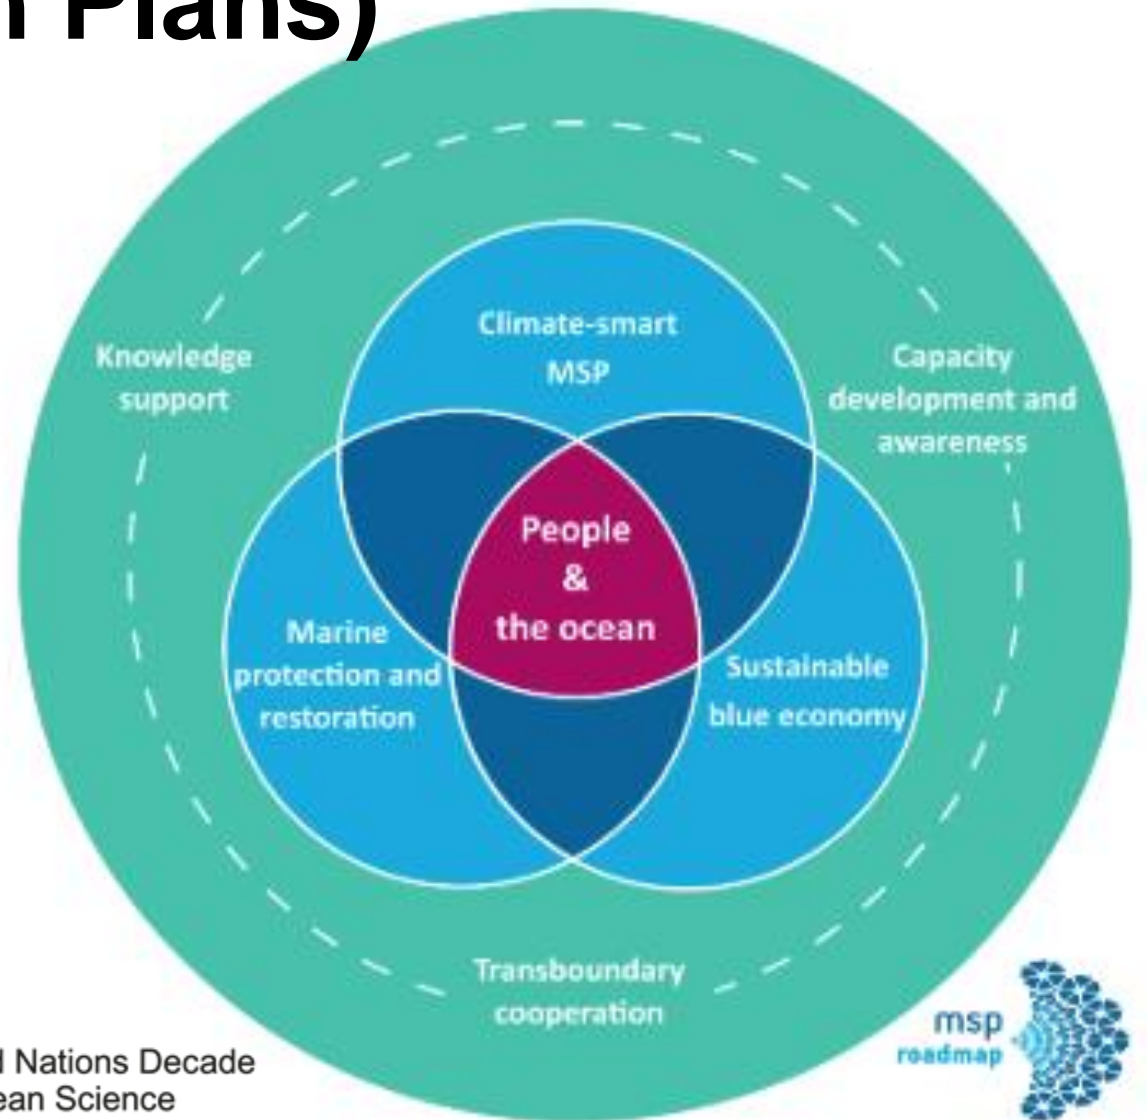 n Plans)
Climate-smart
MSP
Knowledge
support
Capacity
development and
awareness
People
&
the ocean
Marine
protection and
restoration
Sustainable
blue economy
Transboundary
cooperation
msp
roadmap
Nations Decade
ean Science